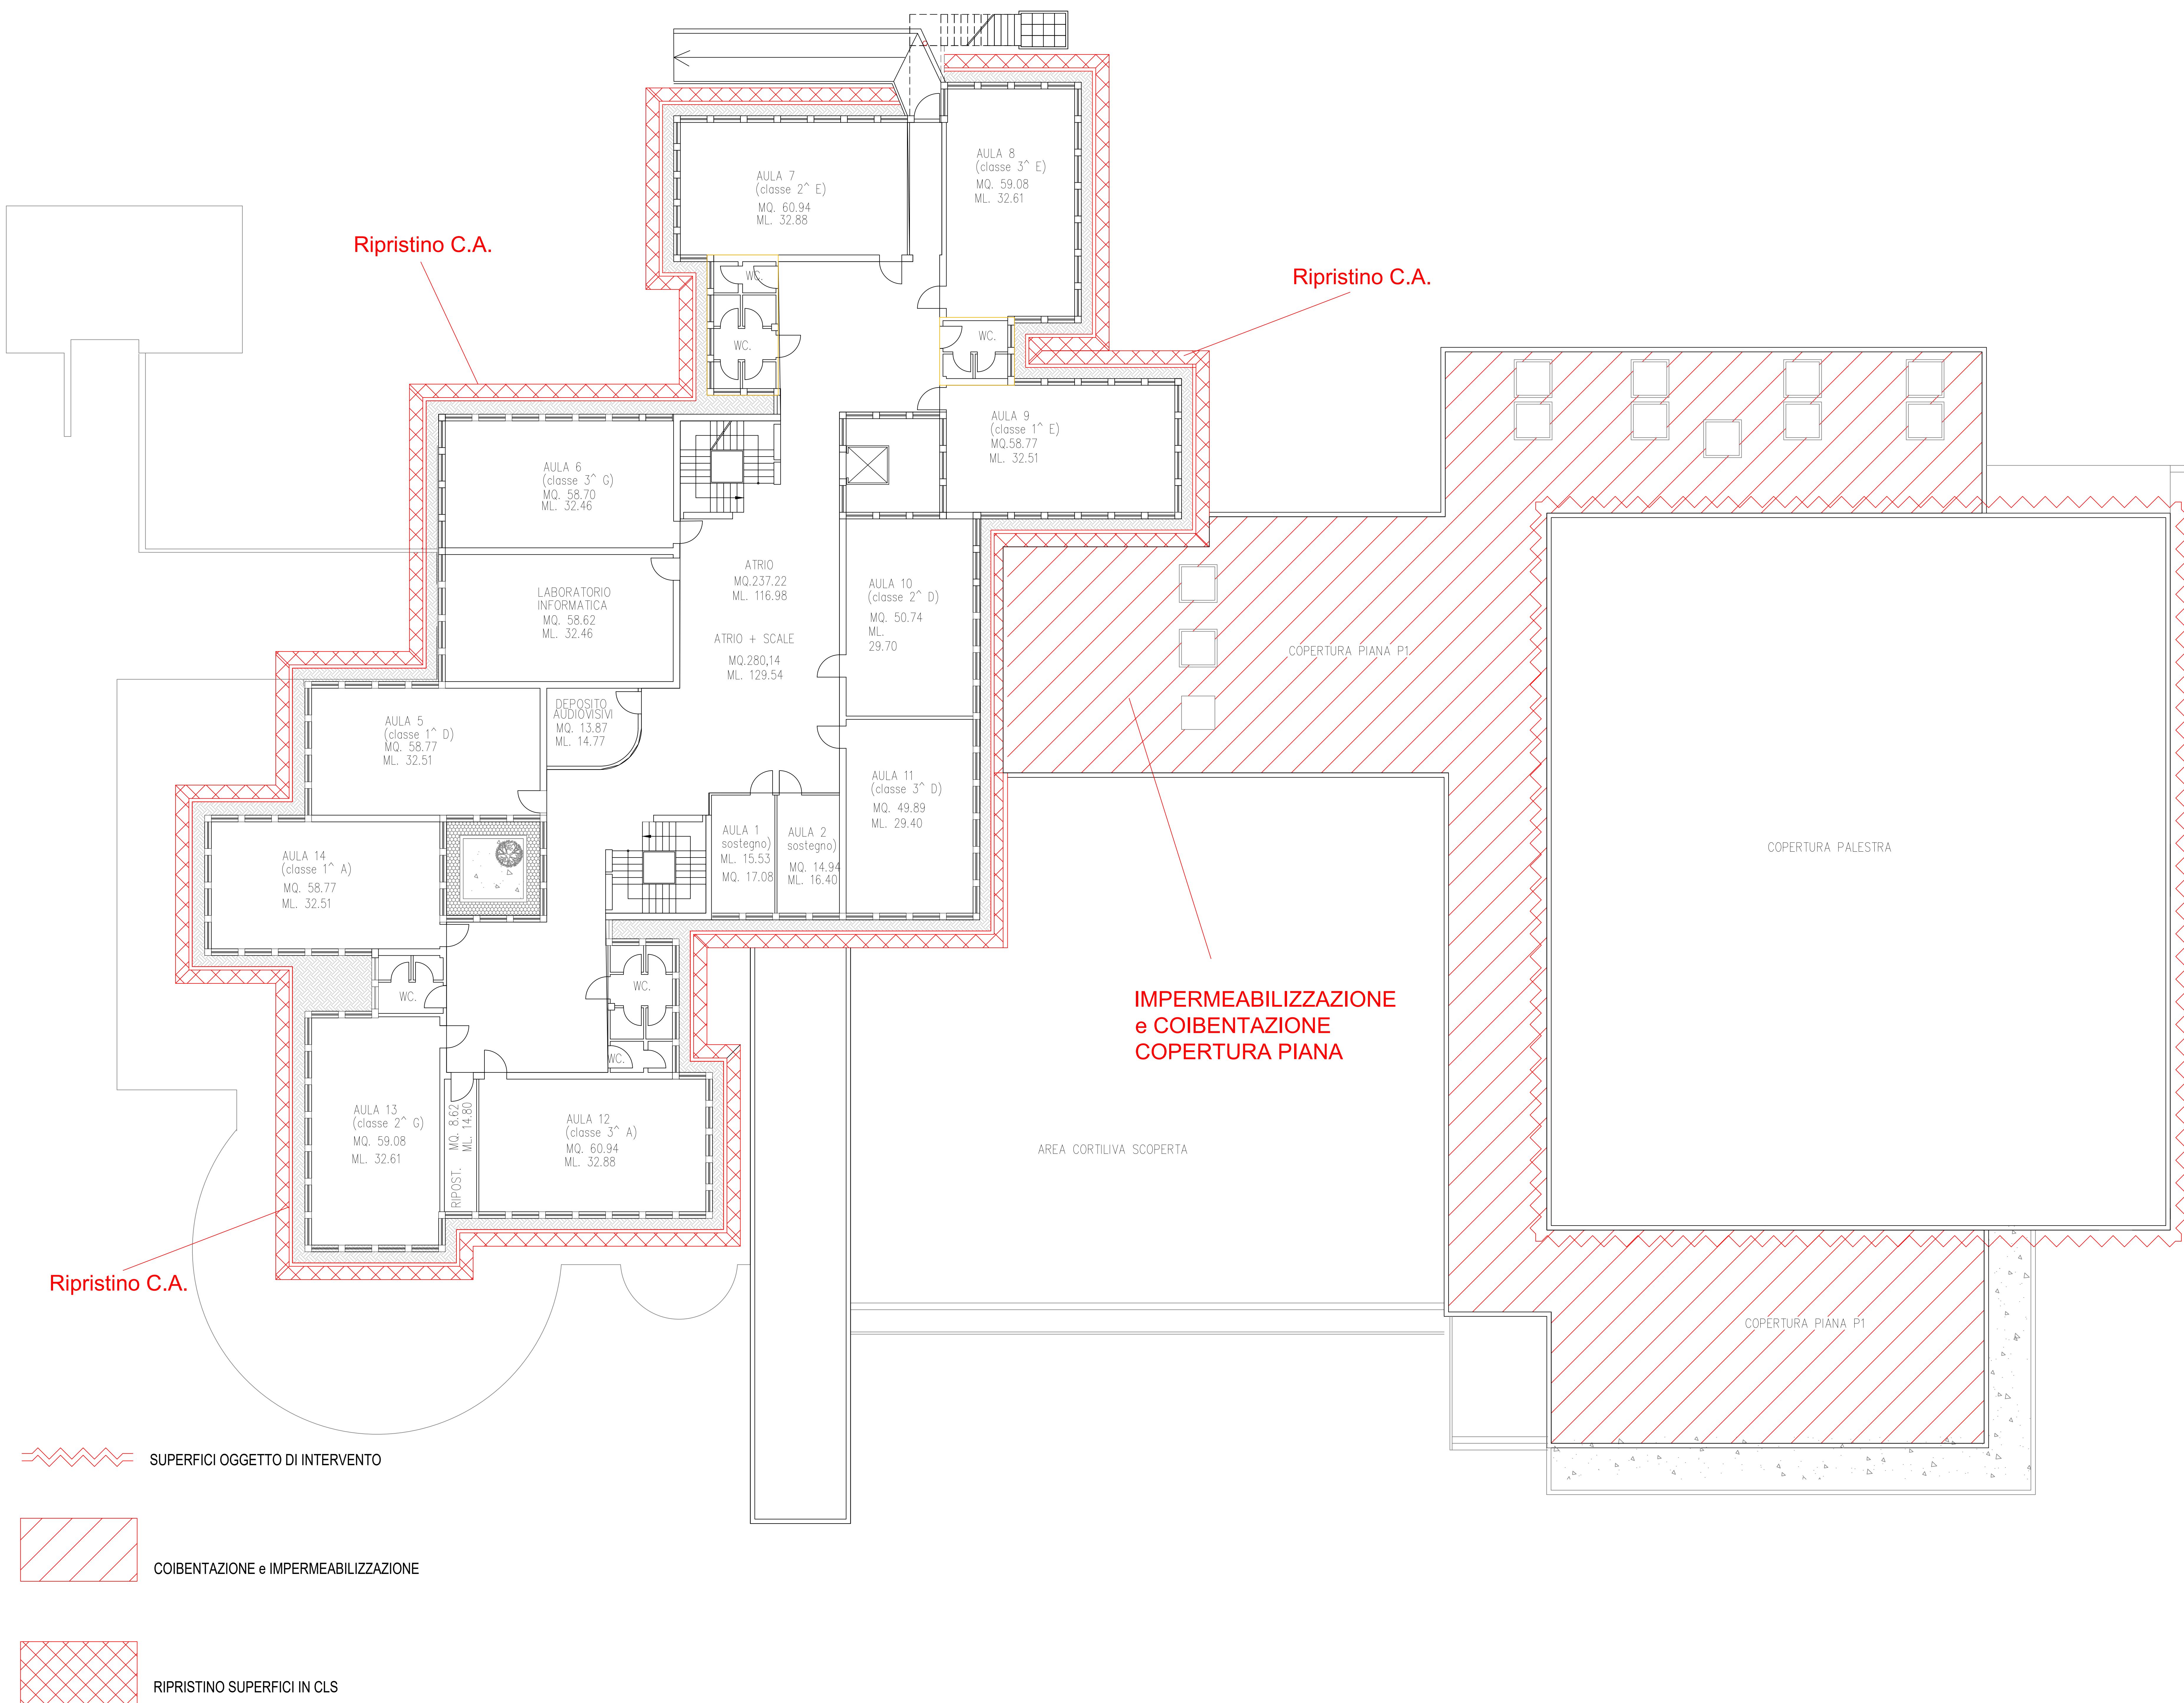 AULA 8
(classe 3^ E)
MQ. 59.08
ML. 32.61
AULA 7
(classe 2^ E)
MQ. 60.94
ML. 32.88
Ripristino C.A.
WC.
Ripristino C.A.
WC.
WC.
AULA 9
(classe 1^ E)
MQ.58.77
ML. 32.51
AULA 6
(classe 3^ G)
MQ. 58.70
ML. 32.46
ATRIO
MQ.237.22
ML. 116.98
AULA 10
(classe 2^ D)
MQ. 50.74
ML.
29.70
LABORATORIO
INFORMATICA
MQ. 58.62
ML. 32.46
ATRIO + SCALE
MQ.280,14
ML. 129.54
COPERTURA PIANA P1
DEPOSITO
AUDIOVISIVI
MQ. 13.87
ML. 14.77
AULA 5
(classe 1^ D)
MQ. 58.77
ML. 32.51
AULA 11
(classe 3^ D)
MQ. 49.89
ML. 29.40
AULA 1
sostegno)
ML. 15.53
MQ. 17.08
AULA 2
sostegno)
MQ. 14.94
ML. 16.40
COPERTURA PALESTRA
AULA 14
(classe 1^ A)
MQ. 58.77
ML. 32.51
WC.
WC.
WC.
IMPERMEABILIZZAZIONE
e COIBENTAZIONE
COPERTURA PIANA
AULA 13
(classe 2^ G)
MQ. 59.08
ML. 32.61
RIPOST. MQ. 8.62
ML. 14.80
AULA 12
(classe 3^ A)
MQ. 60.94
ML. 32.88
AREA CORTILIVA SCOPERTA
Ripristino C.A.
COPERTURA PIANA P1
SUPERFICI OGGETTO DI INTERVENTO
COIBENTAZIONE e IMPERMEABILIZZAZIONE
RIPRISTINO SUPERFICI IN CLS